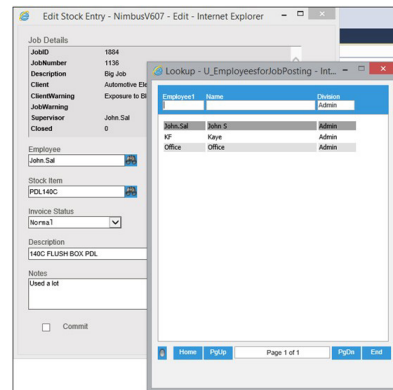 Edit Stock Entry - NimbusV607 - Edit - Internet Explorer
Job Details
JobID 1884
JobNumber 1136
Description Big Job
Client Automotive Ele
ClientWarning Exposure to Bl
JobWarning
Supervisor John.Sal
Closed 0
Employee
John.Sal
Stock Item
PDL140C
Invoice Status
Normal
Description
140C FLUSH BOX PDL
Notes
Used a lot
Commit
Lookup - U_EmployeesforJobPosting - Int...
Employee1 Name Division
Admin
John.Sal John S Admin
KF Kaye Admin
Office Office Admin
Home PgUp Page 1 of 1 PgDn End